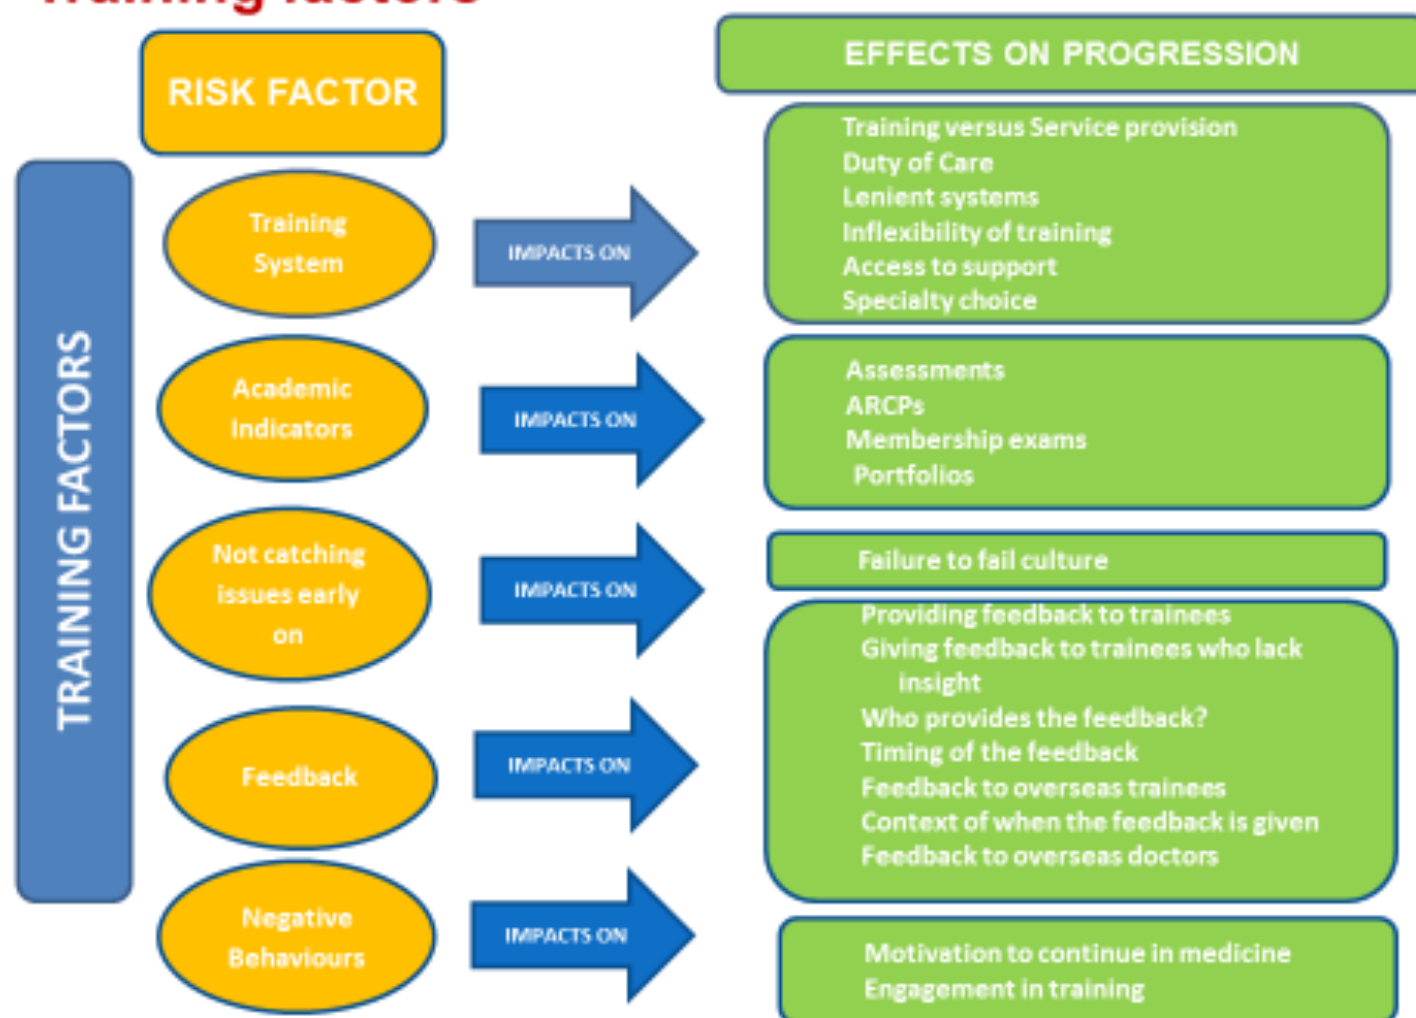 Training factors
RISK FACTOR
EFFECTS ON PROGRESSION
TRAINING FACTORS
Training
System
IMPACTS ON
Training versus Service provision
Duty of Care
Lenient systems
Inflexibility of training
Access to support
Specialty choice
Academic
Indicators
IMPACTS ON
Assessments
ARCPs
Membership exams
Portfolios
Not catching
issues early
on
IMPACTS ON
Failure to fail culture
Feedback
IMPACTS ON
Providing feedback to trainees
Giving feedback to trainees who lack
insight
Who provides the feedback?
Timing of the feedback
Feedback to overseas trainees
Context of when the feedback is given
Feedback to overseas doctors
Negative
Behaviours
IMPACTS ON
Motivation to continue in medicine
Engagement in training